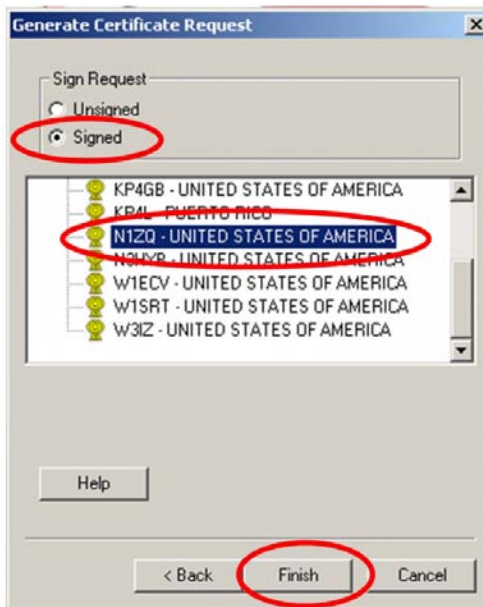 Generate Certificate Request
Sign Request
Unsigned
Signed
KP4GB - UNITED STATES OF AMERICA
KP4L - PUERTO RICO
N1ZQ - UNITED STATES OF AMERICA
N3HYP - UNITED STATES OF AMERICA
W1ECV - UNITED STATES OF AMERICA
W1SRT - UNITED STATES OF AMERICA
W3IZ - UNITED STATES OF AMERICA
Help
< Back
Finish
Cancel